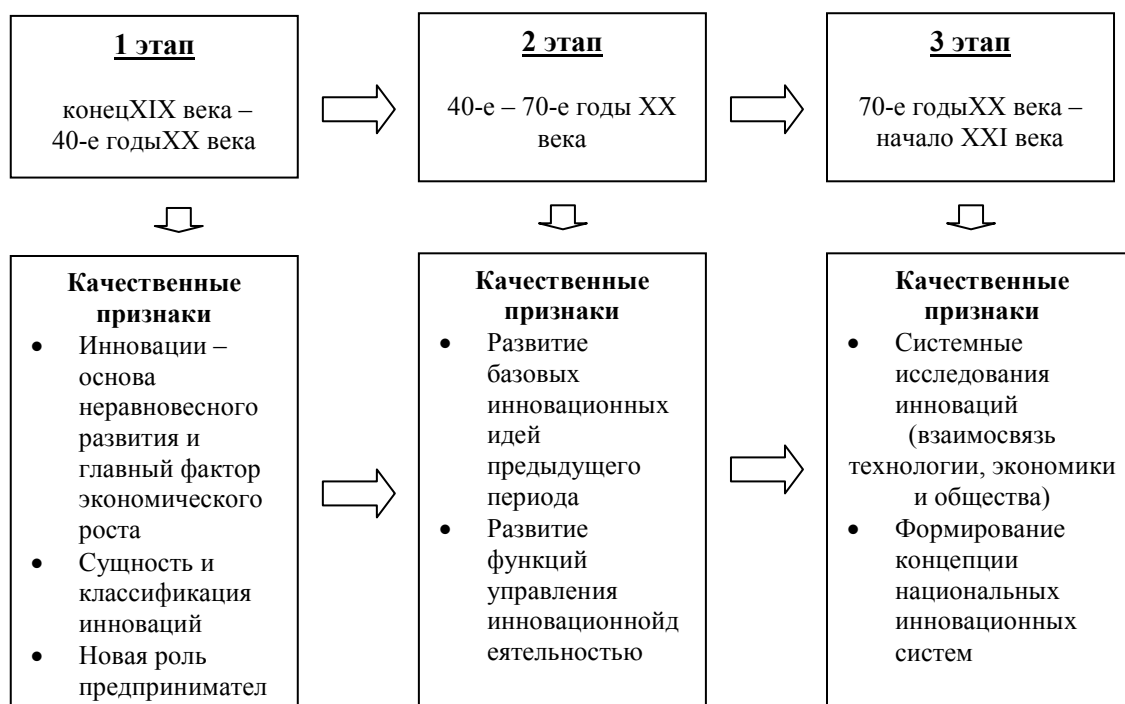 1 этап
конецXIX века –
40-е годыXX века
2 этап
40-е – 70-е годы XX
века
3 этап
70-е годыXX века –
начало XXI века
Качественные
признаки
• Инновации –
основа
неравновесного
развития и
главный фактор
экономического
роста
• Сущность и
классификация
инноваций
• Новая роль
предпринимател
Качественные
признаки
• Развитие
базовых
инновационных
идей
предыдущего
периода
• Развитие
функций
управления
инновационнойд
еятельностью
Качественные
признаки
• Системные
исследования
инноваций
(взаимосвязь
технологии, экономики
и общества)
• Формирование
концепции
национальных
инновационных
систем